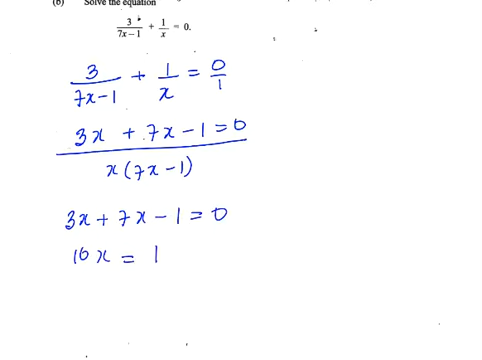 (b) Solve the equation
3/(7x−1) + 1/x = 0.
3/(7x−1) + 1/x = 0/1
3x + 7x − 1 = 0
x(7x−1)
3x + 7x − 1 = 0
10x = 1